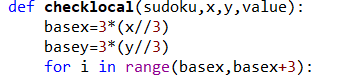 def checklocal(sudoku,x,y,value):
    basex=3*(x//3)
    basey=3*(y//3)
    for i in range(basex,basex+3):